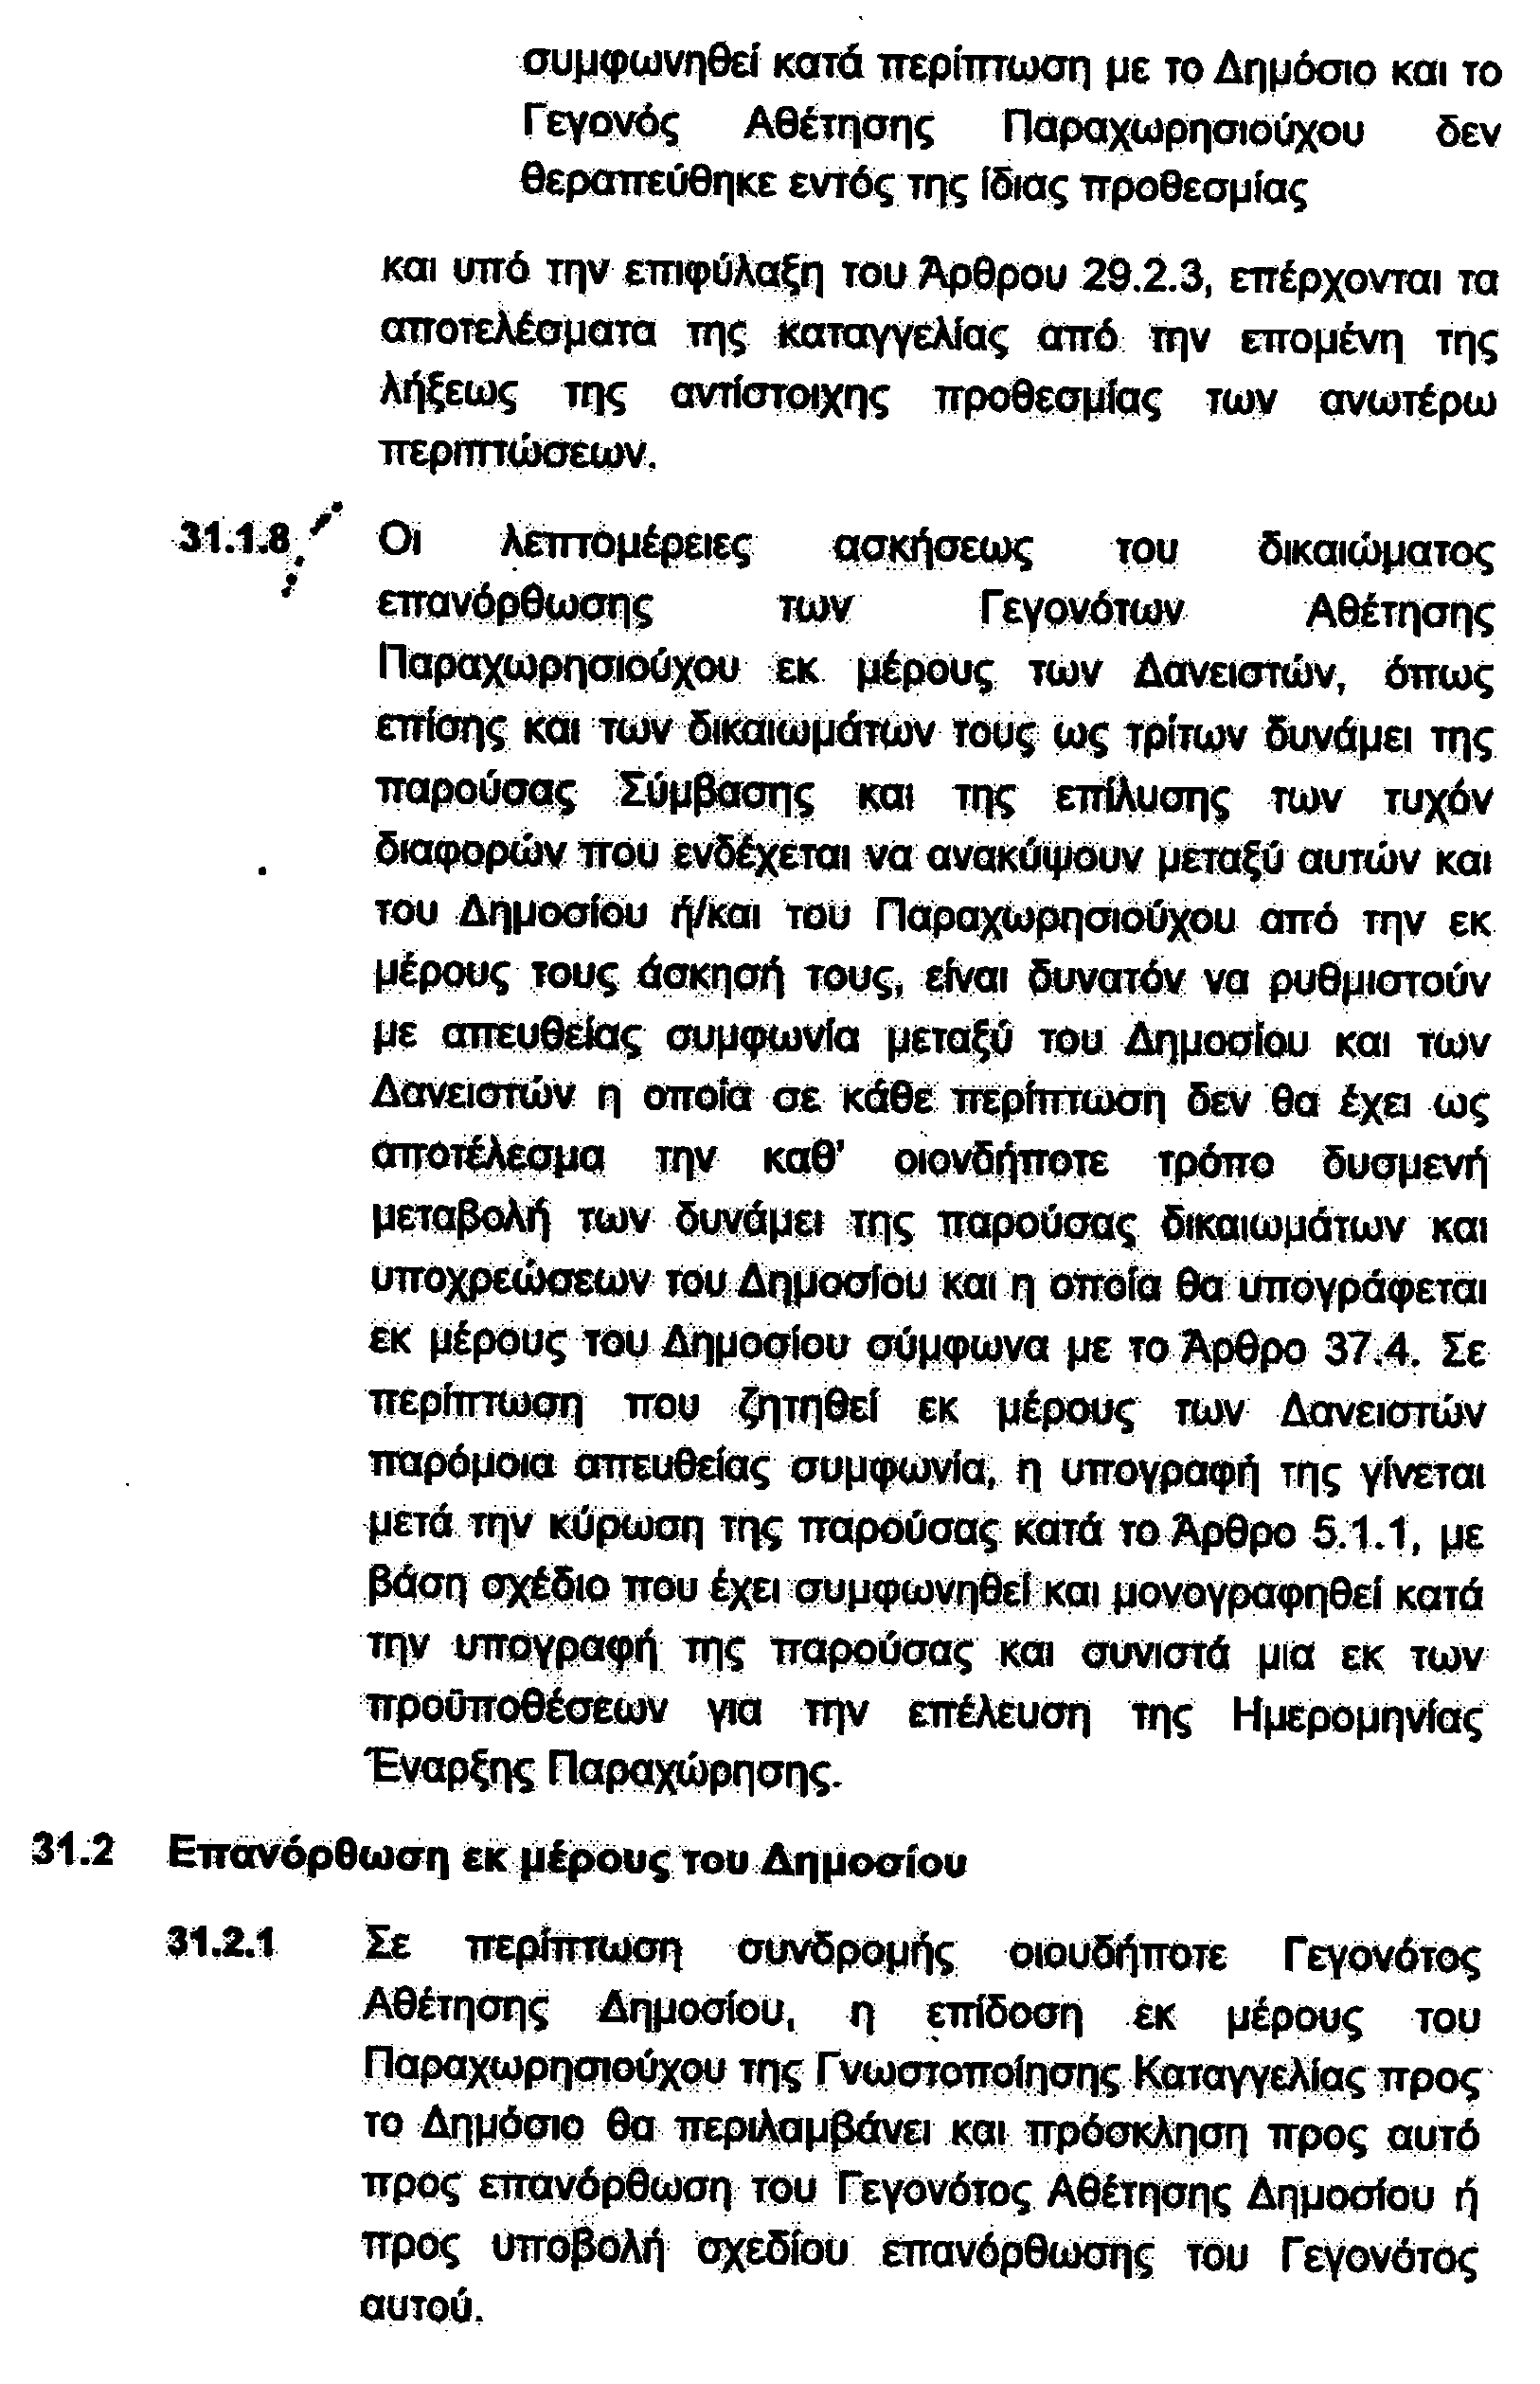 συμφωνηθεί κατά περίπτωση με το Δημόσιο και το
Γεγονός Αθέτησης Παραχωρησιούχου δεν
θεραπεύθηκε εντός της ίδιας προθεσμίας
και υπό την επιφύλαξη του Άρθρου 29.2.3, επέρχονται τα
αποτελέσματα της καταγγελίας από την επομένη της
λήξεως της αντίστοιχης προθεσμίας των ανωτέρω
περιπτώσεων.
31.1.8 Οι λεπτομέρειες ασκήσεως του δικαιώματος
επανόρθωσης των Γεγονότων Αθέτησης
Παραχωρησιούχου εκ μέρους των Δανειστών, όπως
επίσης και των δικαιωμάτων τους ως τρίτων δυνάμει της
παρούσας Σύμβασης και της επίλυσης των τυχόν
διαφορών που ενδέχεται να ανακύψουν μεταξύ αυτών και
του Δημοσίου ή/και του Παραχωρησιούχου από την εκ
μέρους τους άσκησή τους, είναι δυνατόν να ρυθμιστούν
με απευθείας συμφωνία μεταξύ του Δημοσίου και των
Δανειστών η οποία σε κάθε περίπτωση δεν θα έχει ως
αποτέλεσμα την καθ' οιονδήποτε τρόπο δυσμενή
μεταβολή των δυνάμει της παρούσας δικαιωμάτων και
υποχρεώσεων του Δημοσίου και η οποία θα υπογράφεται
εκ μέρους του Δημοσίου σύμφωνα με το Άρθρο 37.4. Σε
περίπτωση που ζητηθεί εκ μέρους των Δανειστών
παρόμοια απευθείας συμφωνία, η υπογραφή της γίνεται
μετά την κύρωση της παρούσας κατά το Άρθρο 5.1.1, με
βάση σχέδιο που έχει συμφωνηθεί και μονογραφηθεί κατά
την υπογραφή της παρούσας και συνιστά μια εκ των
προϋποθέσεων για την επέλευση της Ημερομηνίας
Έναρξης Παραχώρησης.
31.2 Επανόρθωση εκ μέρους του Δημοσίου
31.2.1 Σε περίπτωση συνδρομής οιουδήποτε Γεγονότος
Αθέτησης Δημοσίου, η επίδοση εκ μέρους του
Παραχωρησιούχου της Γνωστοποίησης Καταγγελίας προς
το Δημόσιο θα περιλαμβάνει και πρόσκληση προς αυτό
προς επανόρθωση του Γεγονότος Αθέτησης Δημοσίου ή
προς υποβολή σχεδίου επανόρθωσης του Γεγονότος
αυτού.